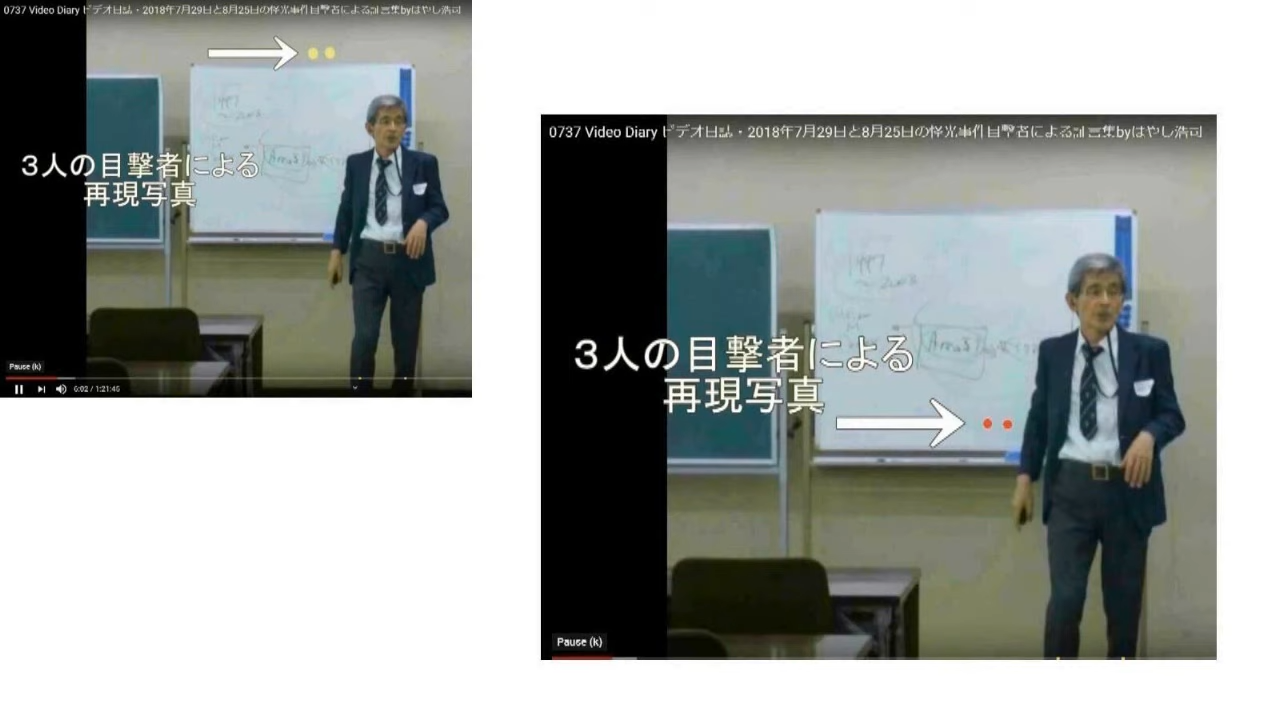 0737 Video Diary ビデオ日誌・2018年7月29日と8月25日の怪光事件目撃者による証言集byはやし浩司
3人の目撃者による
再現写真
Pause (k)
6:02 / 1:21:46
0737 Video Diary ビデオ日誌・2018年7月29日と8月25日の怪光事件目撃者による証言集byはやし浩司
1997
~2003
3人の目撃者による
再現写真
Pause (k)